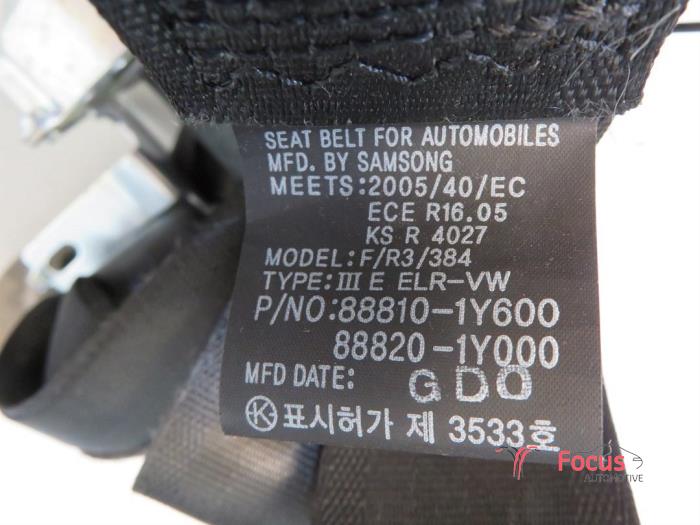 SEAT BELT FOR AUTOMOBILES
MFD. BY SAMSONG
MEETS:2005/40/EC
ECE R16.05
KS R 4027
MODEL:F/R3/384
TYPE:Ⅲ E ELR-VW
P/NO:88810-1Y600
88820-1Y000
MFD DATE: GDO
K 표시허가 제 3533호
Focus
AUTOMOTIVE